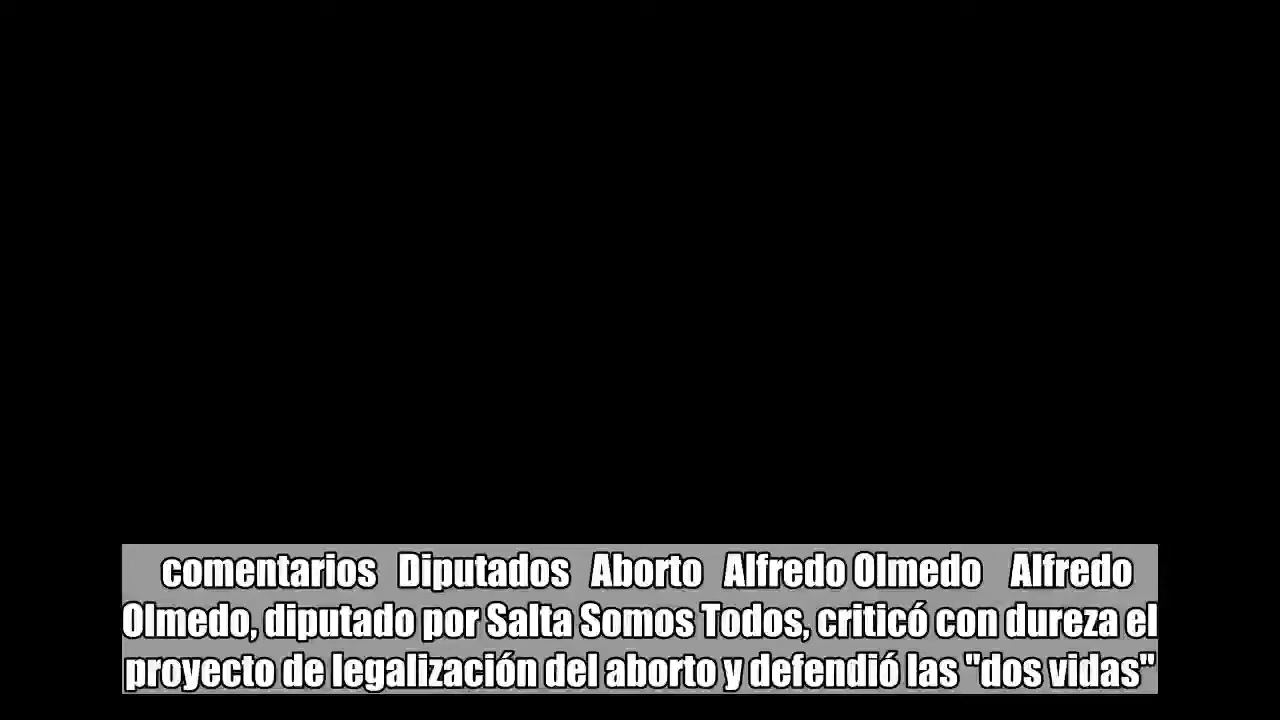 comentarios Diputados Aborto Alfredo Olmedo Alfredo
Olmedo, diputado por Salta Somos Todos, criticó con dureza el
proyecto de legalización del aborto y defendió las "dos vidas"